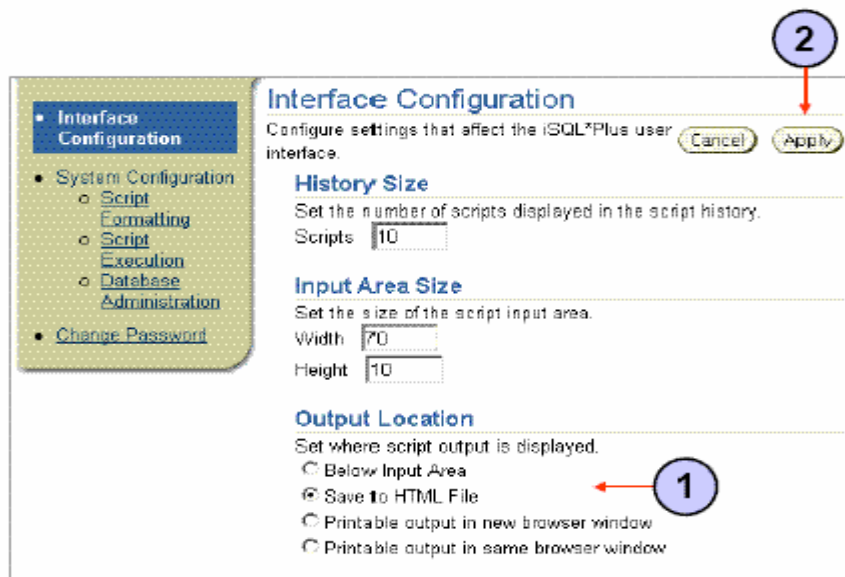 2
Interface
Configuration
System Configuration
Script
Formatting
Script
Execution
Database
Administration
Change Password
Interface Configuration
Configure settings that affect the iSQL*Plus user
interface.
Cancel
Apply
History Size
Set the number of scripts displayed in the script history.
Scripts 10
Input Area Size
Set the size of the script input area.
Width 70
Height 10
Output Location
Set where script output is displayed.
Below Input Area
Save to HTML File
1
Printable output in new browser window
Printable output in same browser window